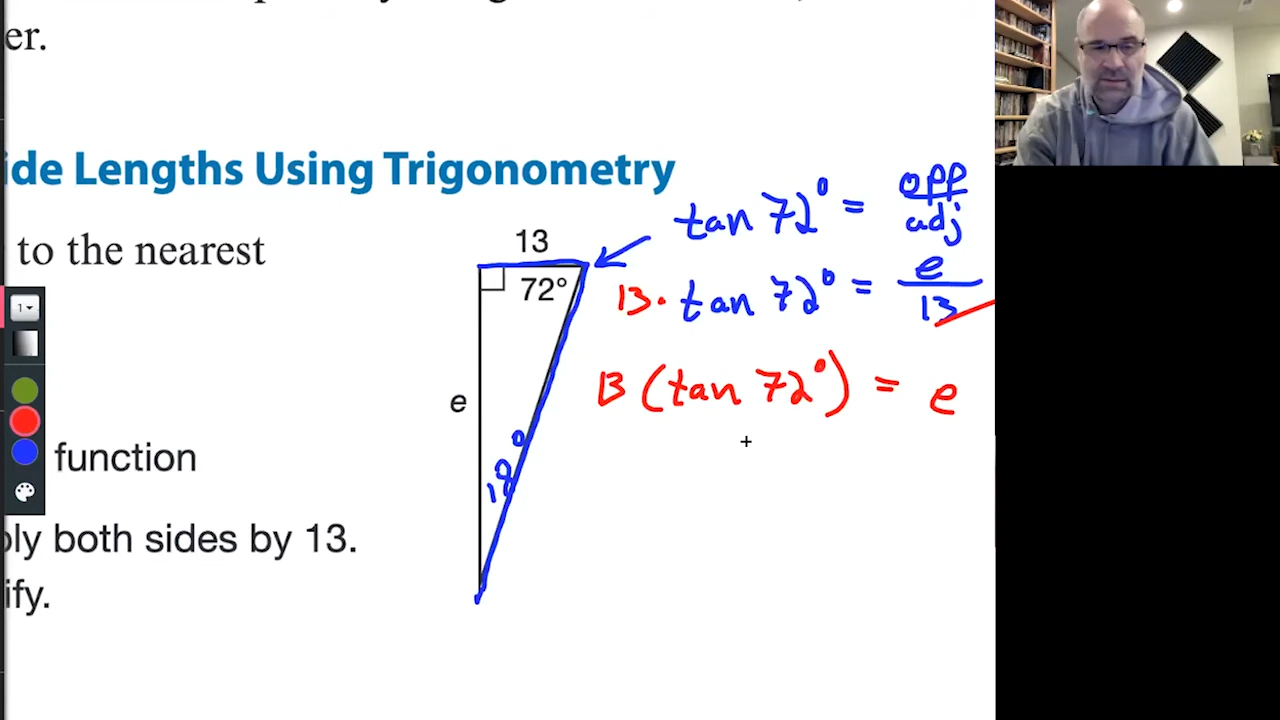 er.
ide Lengths Using Trigonometry
to the nearest
function
ply both sides by 13.
ify.
13
72°
e
18°
tan 72° = opp/adj
13 · tan 72° = e/13
13 (tan 72°) = e
1